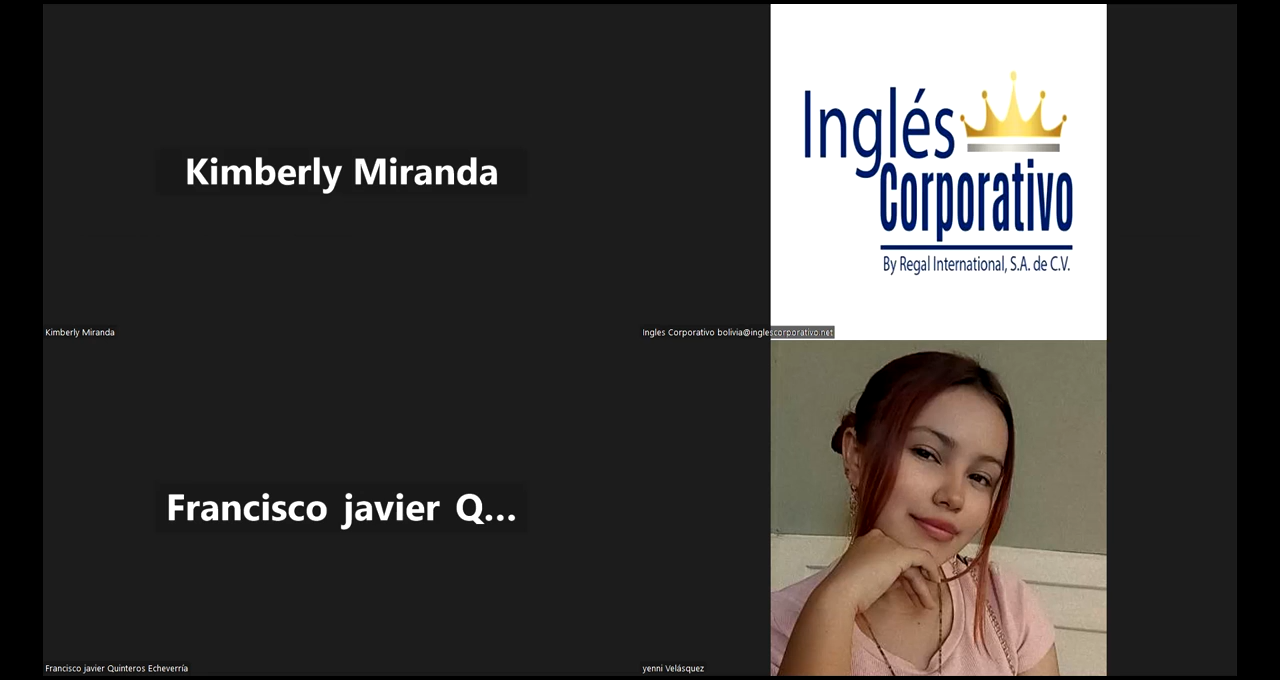 Kimberly Miranda
Kimberly Miranda
Inglés
Corporativo
By Regal International, S.A. de C.V.
Ingles Corporativo bolivia@inglescorporativo.net
Francisco javier Q...
Francisco javier Quinteros Echeverría
yenni Velásquez